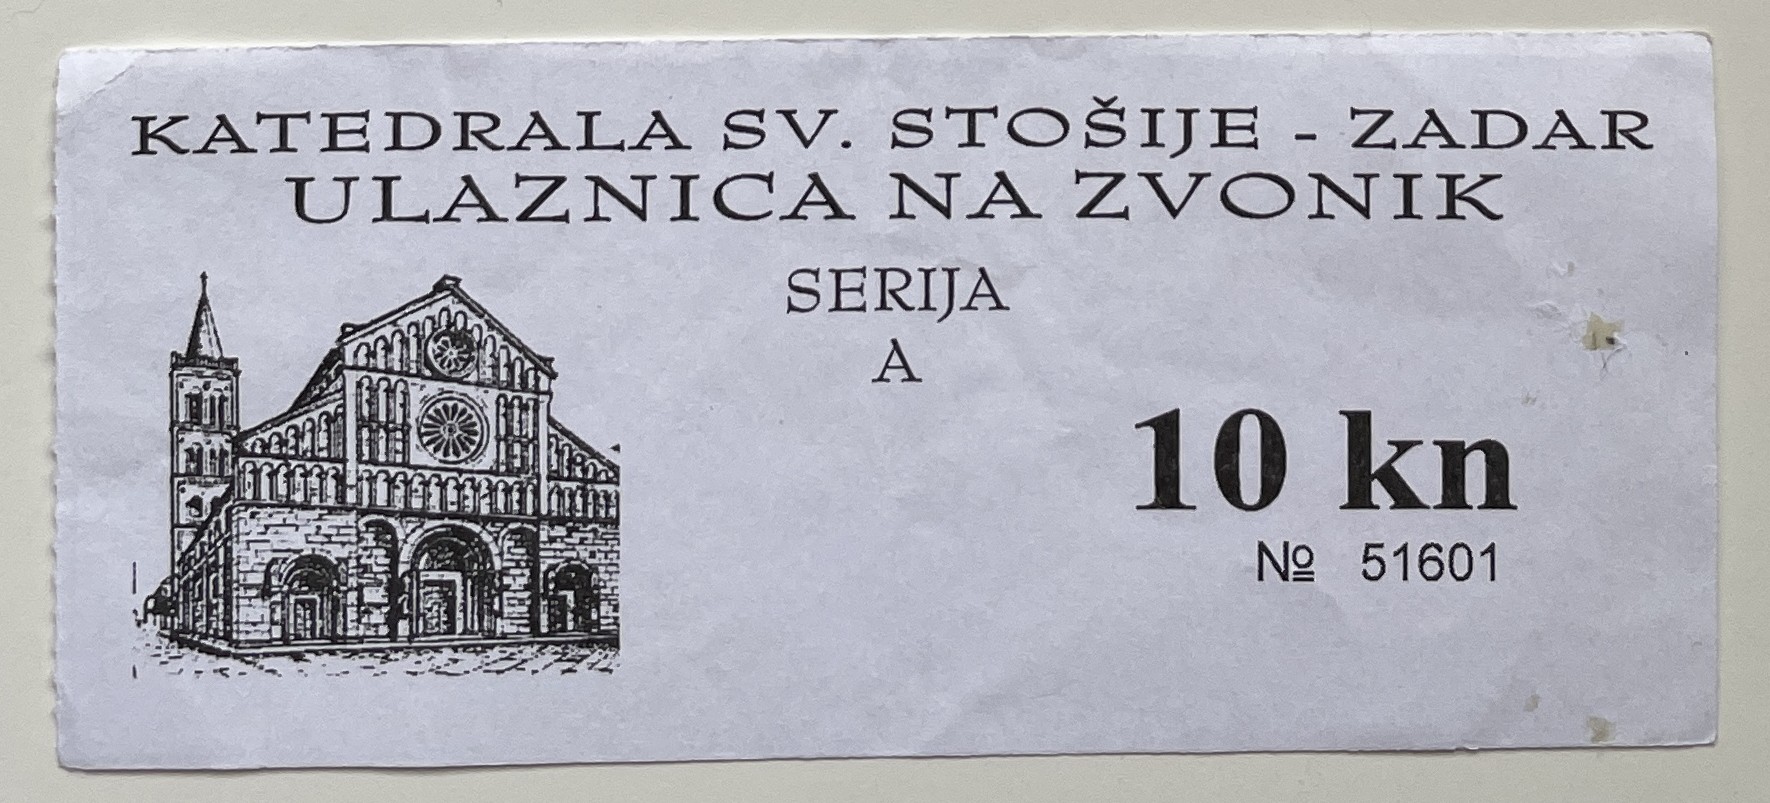 KATEDRALA SV. STOŠIJE - ZADAR
ULAZNICA NA ZVONIK
SERIJA
A
10 kn
№ 51601